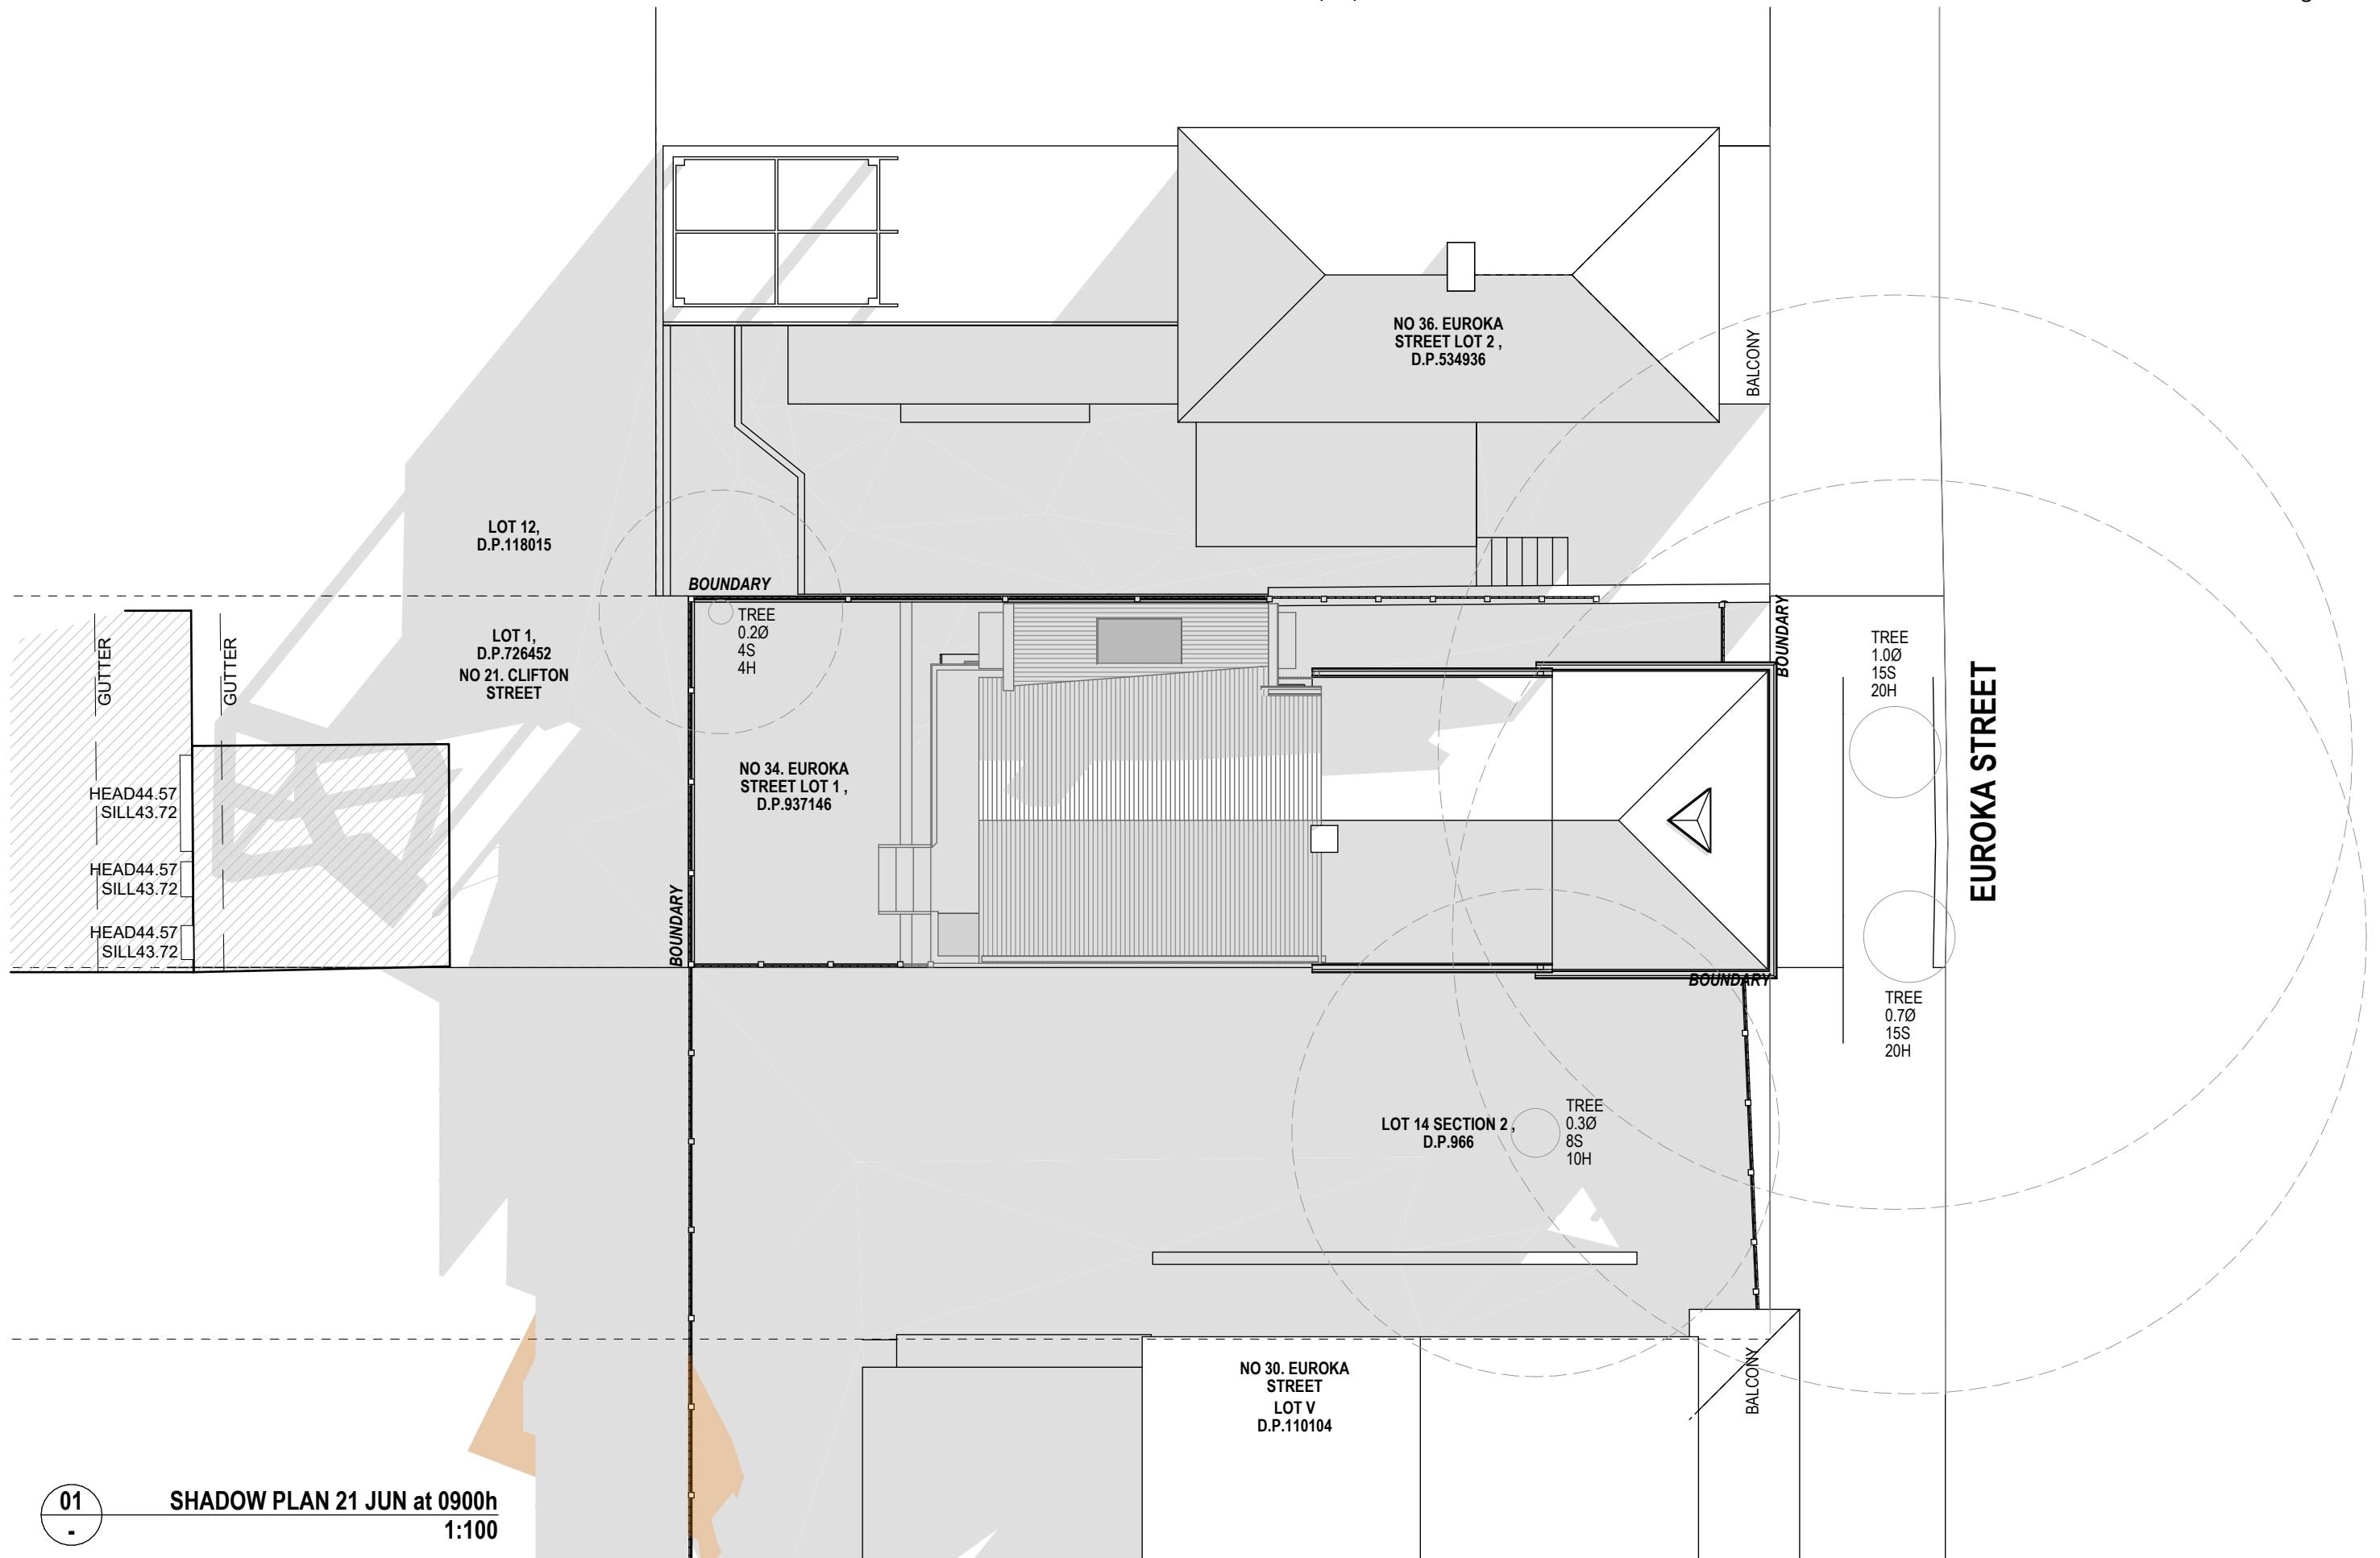 NO 36. EUROKA
STREET LOT 2 ,
D.P.534936
BALCONY
LOT 12,
D.P.118015
BOUNDARY
TREE
0.2Ø
4S
4H
LOT 1,
D.P.726452
NO 21. CLIFTON
STREET
GUTTER
GUTTER
BOUNDARY
TREE
1.0Ø
15S
20H
EUROKA STREET
NO 34. EUROKA
STREET LOT 1 ,
D.P.937146
HEAD44.57
SILL43.72
HEAD44.57
SILL43.72
HEAD44.57
SILL43.72
BOUNDARY
BOUNDARY
TREE
0.7Ø
15S
20H
LOT 14 SECTION 2 ,
D.P.966
TREE
0.3Ø
8S
10H
NO 30. EUROKA
STREET
LOT V
D.P.110104
BALCONY
01
-
SHADOW PLAN 21 JUN at 0900h
1:100